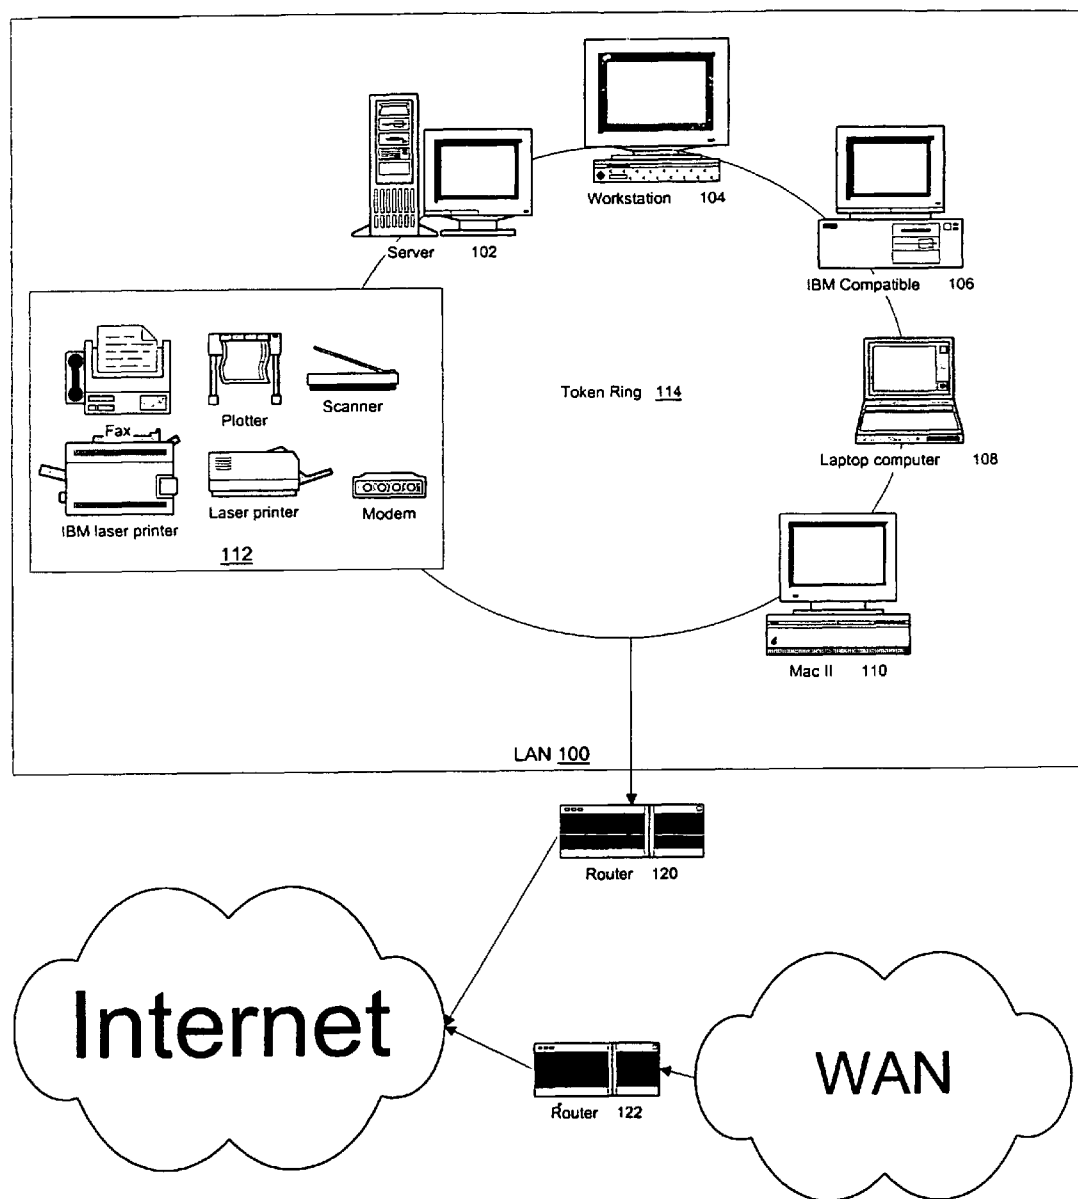 Workstation 104
Server 102
IBM Compatible 106
Plotter
Scanner
Fax
Token Ring 114
Laptop computer 108
IBM laser printer
Laser printer
Modem
112
Mac II 110
LAN 100
Router 120
Internet
WAN
Router 122